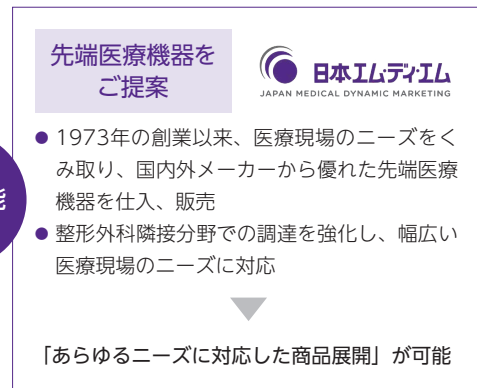 先端医療機器を
ご提案
日本エム・ディ・エム
JAPAN MEDICAL DYNAMIC MARKETING
● 1973年の創業以来、医療現場のニーズをく
み取り、国内外メーカーから優れた先端医療
機器を仕入、販売
● 整形外科隣接分野での調達を強化し、幅広い
医療現場のニーズに対応
能
「あらゆるニーズに対応した商品展開」が可能